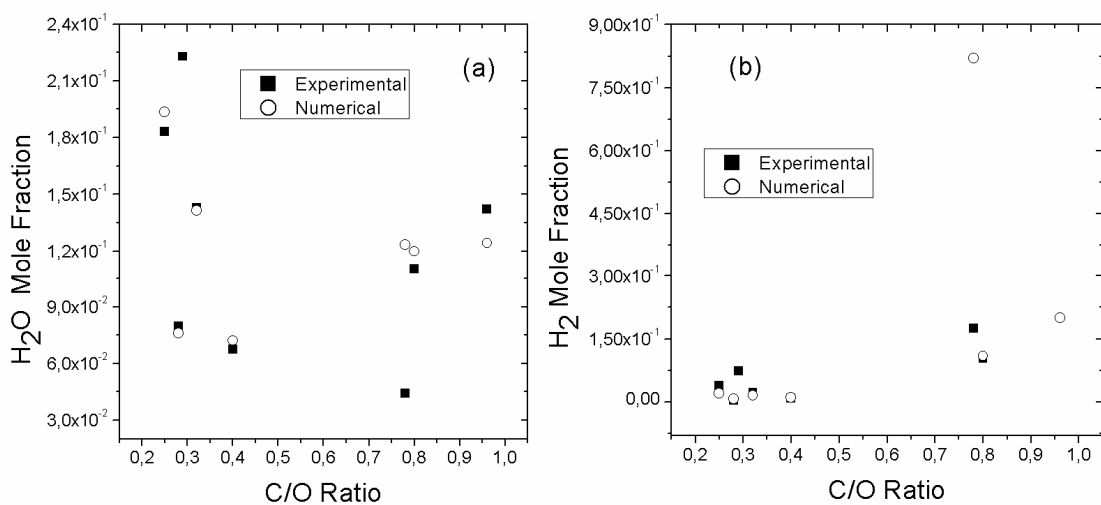 2,4x10⁻¹
2,1x10⁻¹
1,8x10⁻¹
1,5x10⁻¹
1,2x10⁻¹
9,0x10⁻²
6,0x10⁻²
3,0x10⁻²
H₂O Mole Fraction
(a)
Experimental
Numerical
0,2 0,3 0,4 0,5 0,6 0,7 0,8 0,9 1,0
C/O Ratio
9,00x10⁻¹
7,50x10⁻¹
6,00x10⁻¹
4,50x10⁻¹
3,00x10⁻¹
1,50x10⁻¹
0,00
H₂ Mole Fraction
(b)
Experimental
Numerical
0,2 0,3 0,4 0,5 0,6 0,7 0,8 0,9 1,0
C/O Ratio